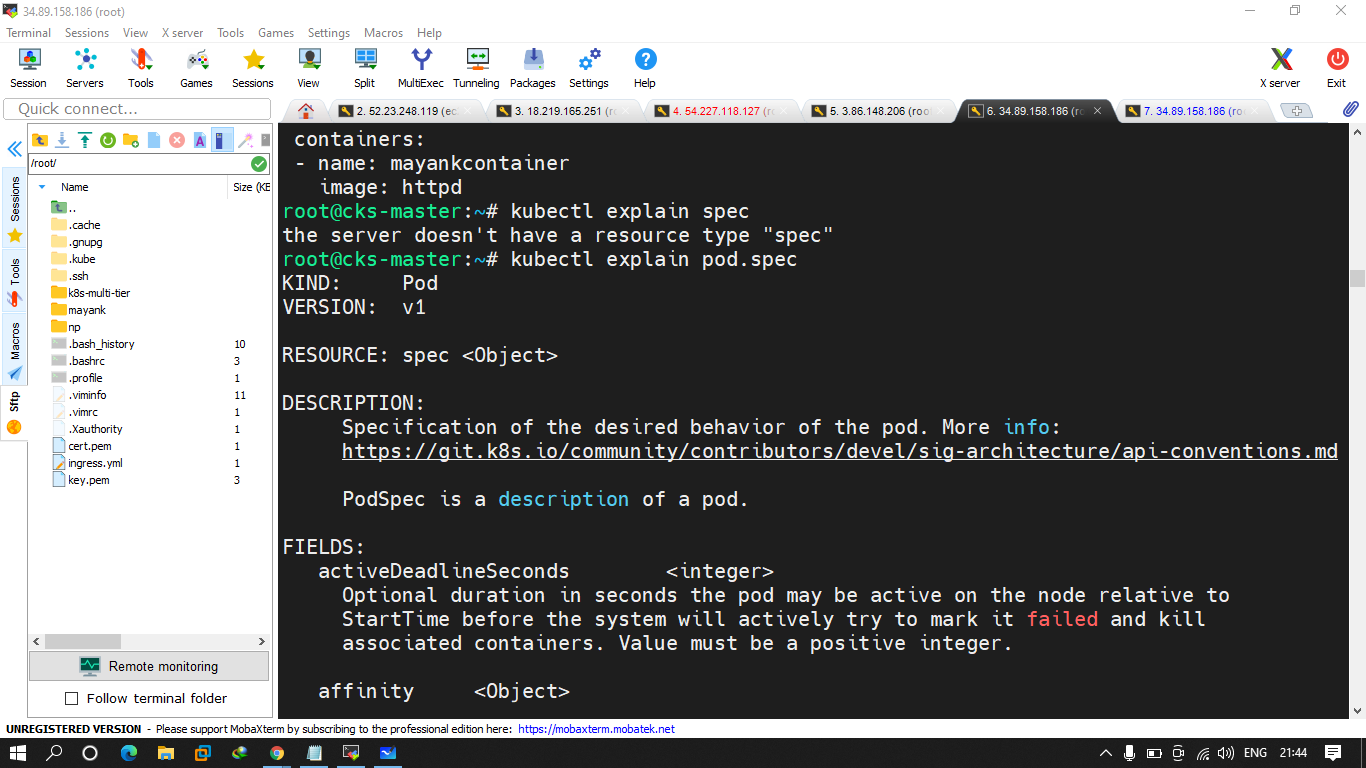 34.89.158.186 (root)
Terminal Sessions View X server Tools Games Settings Macros Help
Session Servers Tools Games Sessions View Split MultiExec Tunneling Packages Settings Help X server Exit
Quick connect...
2. 52.23.248.119 (ec
3. 18.219.165.251 (ro
4. 54.227.118.127 (ro
5. 3.86.148.206 (root
6. 34.89.158.186 (ro
7. 34.89.158.186 (ro
/root/
Name Size (KB
..
.cache
.gnupg
.kube
.ssh
k8s-multi-tier
mayank
np
.bash_history 10
.bashrc 3
.profile 1
.viminfo 11
.vimrc 1
.Xauthority 1
cert.pem 1
ingress.yml 1
key.pem 3
Sessions
Tools
Macros
Sftp
Remote monitoring
Follow terminal folder
containers:
- name: mayankcontainer
image: httpd
root@cks-master:~# kubectl explain spec
the server doesn't have a resource type "spec"
root@cks-master:~# kubectl explain pod.spec
KIND: Pod
VERSION: v1
RESOURCE: spec <Object>
DESCRIPTION:
Specification of the desired behavior of the pod. More info:
https://git.k8s.io/community/contributors/devel/sig-architecture/api-conventions.md
PodSpec is a description of a pod.
FIELDS:
activeDeadlineSeconds <integer>
Optional duration in seconds the pod may be active on the node relative to
StartTime before the system will actively try to mark it failed and kill
associated containers. Value must be a positive integer.
affinity <Object>
UNREGISTERED VERSION - Please support MobaXterm by subscribing to the professional edition here: https://mobaxterm.mobatek.net
ENG 21:44